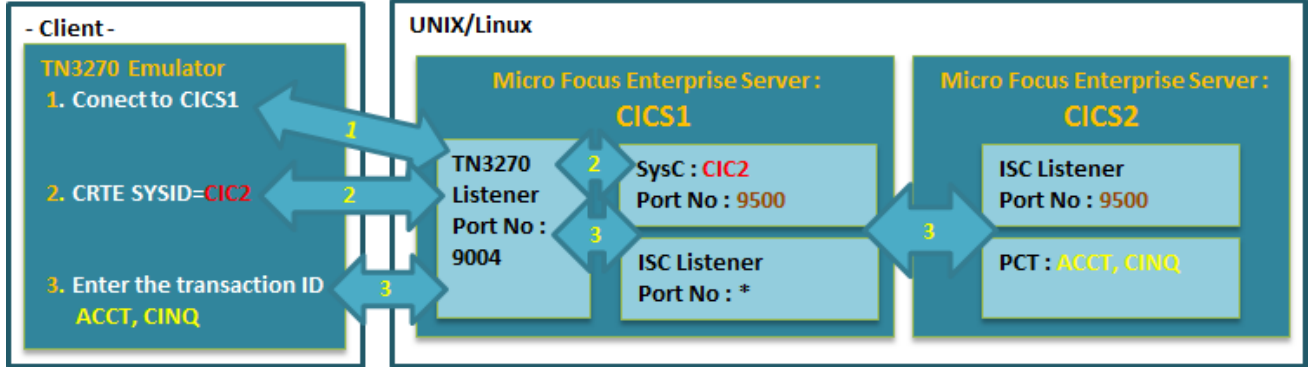 - Client -
TN3270 Emulator
1. Conect to CICS1
1
2. CRTE SYSID=CIC2
2
3. Enter the transaction ID
ACCT, CINQ
3
UNIX/Linux
Micro Focus Enterprise Server :
CICS1
TN3270
Listener
Port No :
9004
2
3
SysC : CIC2
Port No : 9500
ISC Listener
Port No : *
3
Micro Focus Enterprise Server :
CICS2
ISC Listener
Port No : 9500
PCT : ACCT, CINQ